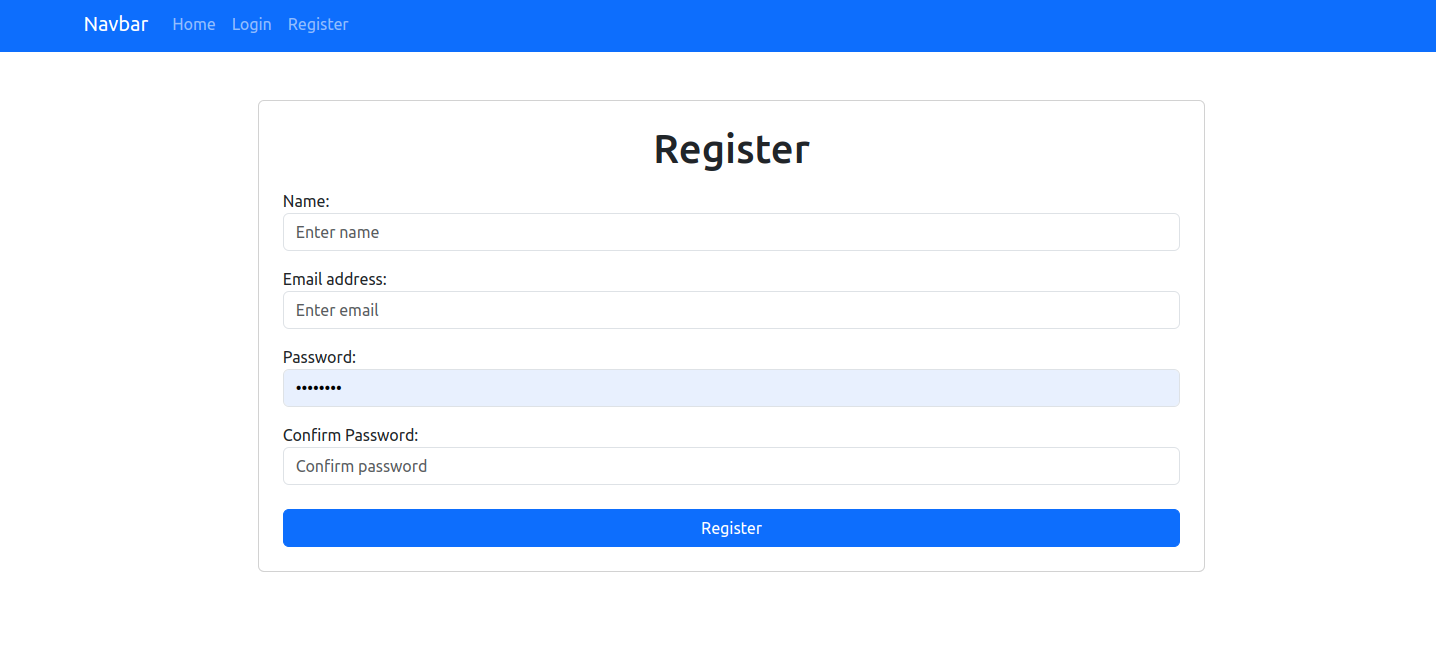 Navbar Home Login Register
Register
Name:
Enter name
Email address:
Enter email
Password:
••••••••
Confirm Password:
Confirm password
Register